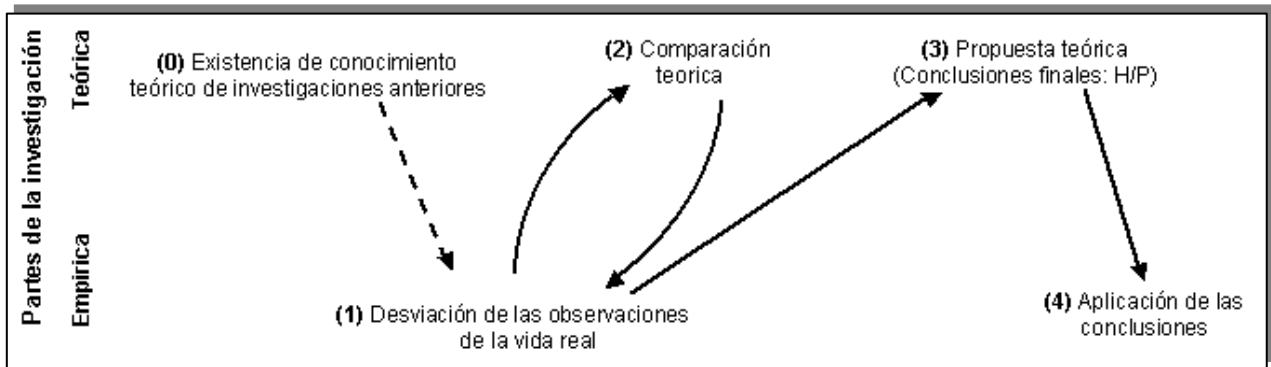 Partes de la investigación
Teórica
Empírica
(0) Existencia de conocimiento
teórico de investigaciones anteriores
(2) Comparación
teorica
(3) Propuesta teórica
(Conclusiones finales: H/P)
(1) Desviación de las observaciones
de la vida real
(4) Aplicación de las
conclusiones